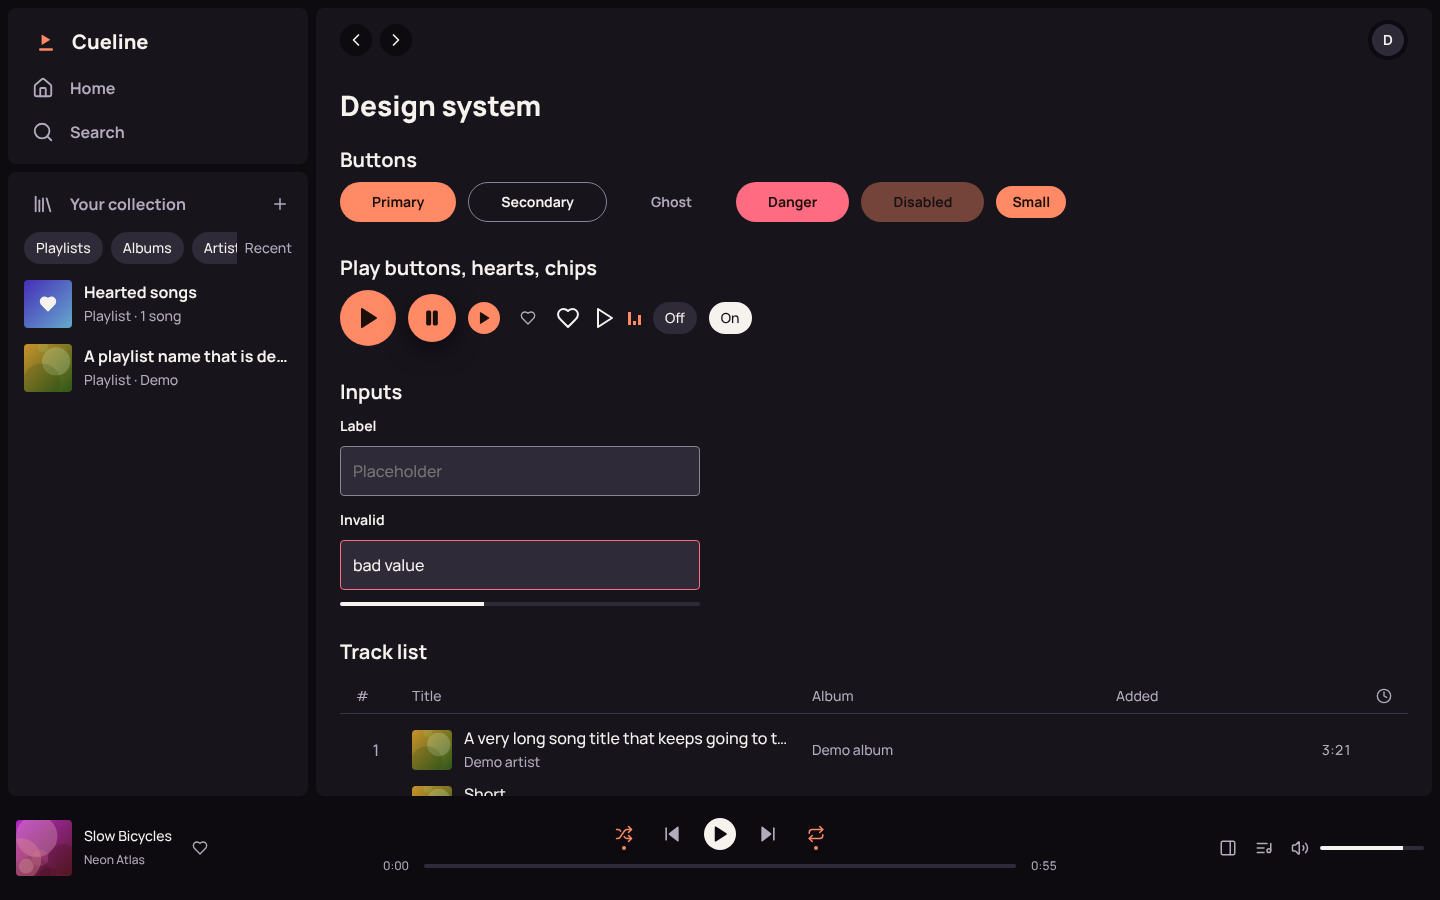 Cueline
Home
Search
Your collection
Playlists
Albums
Artist
Recent
Hearted songs
Playlist · 1 song
A playlist name that is de...
Playlist · Demo
D
Design system
Buttons
Primary
Secondary
Ghost
Danger
Disabled
Small
Play buttons, hearts, chips
Off
On
Inputs
Label
Placeholder
Invalid
bad value
Track list
# Title Album Added
1
A very long song title that keeps going to t...
Demo artist
Demo album
3:21
Short
Slow Bicycles
Neon Atlas
0:00
0:55